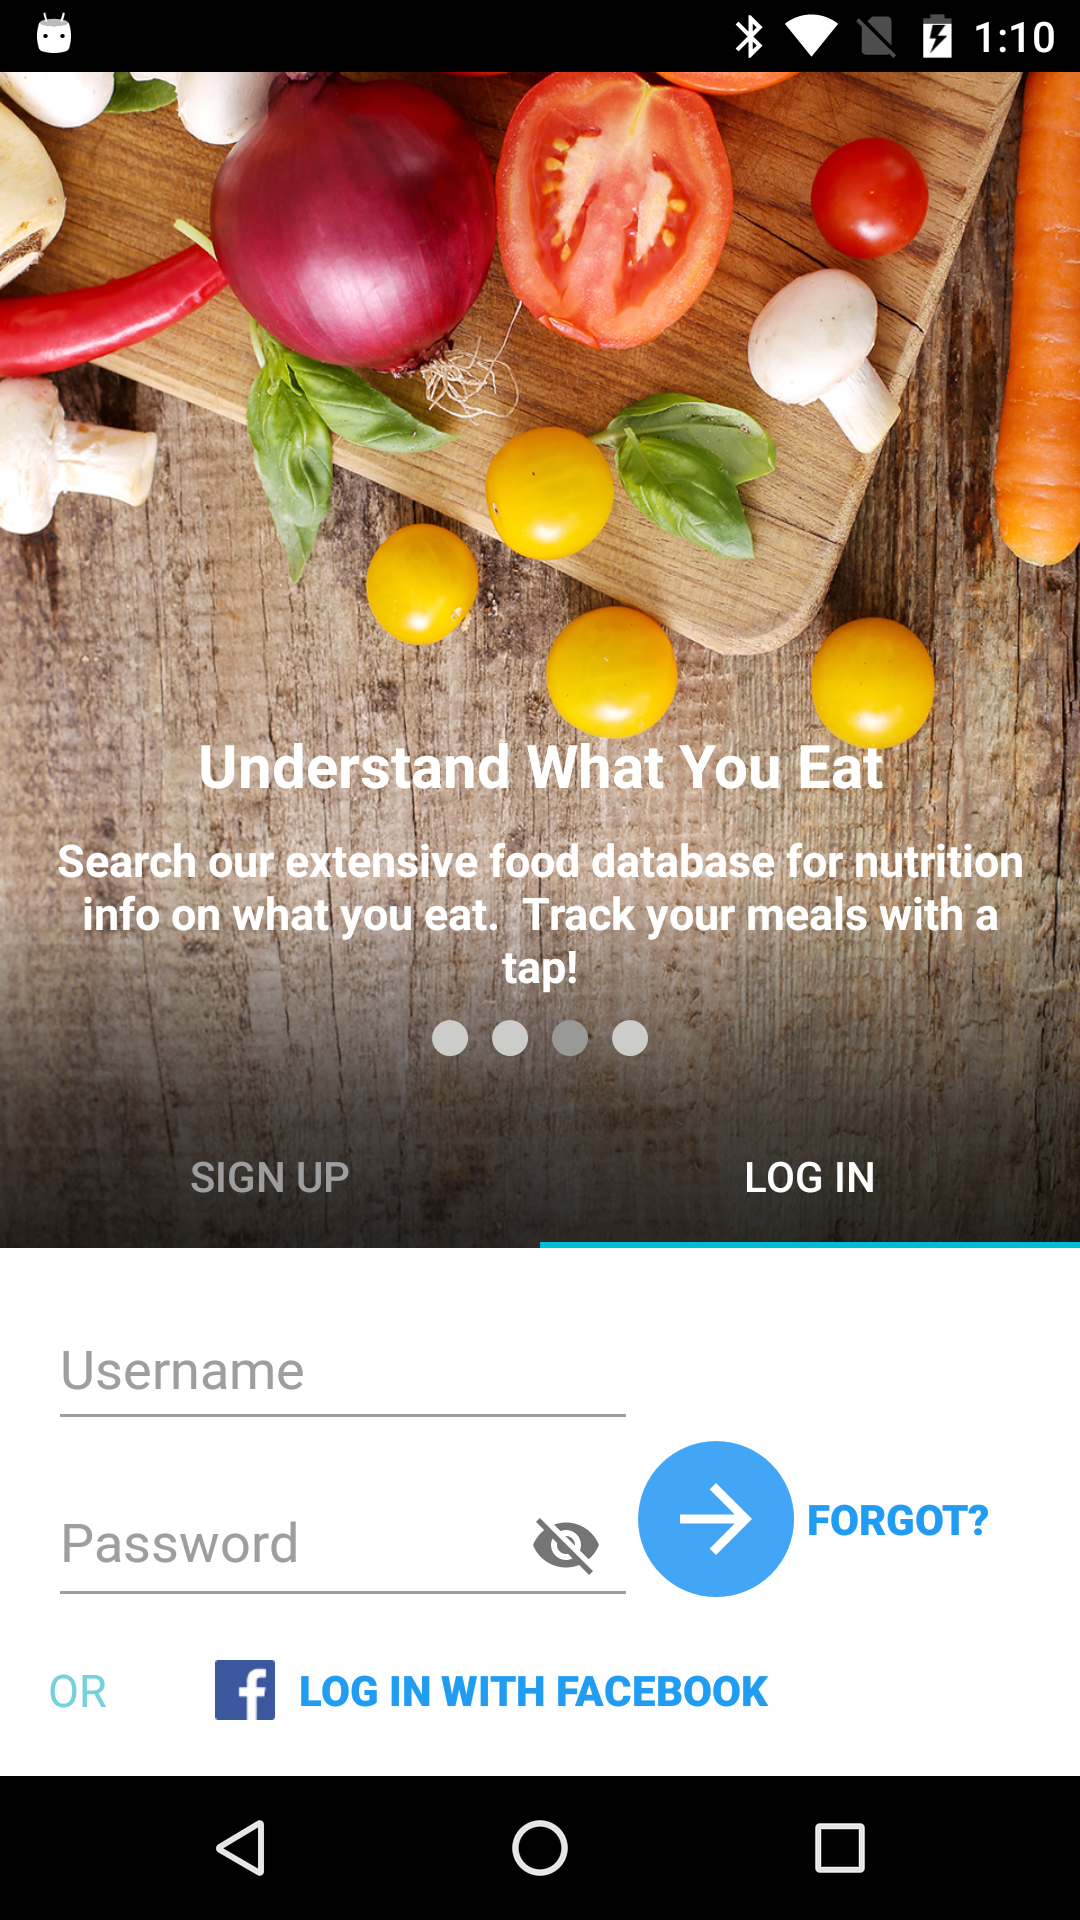 1:10
Understand What You Eat
Search our extensive food database for nutrition
info on what you eat.  Track your meals with a
tap!
SIGN UP
LOG IN
Username
Password
FORGOT?
OR
LOG IN WITH FACEBOOK